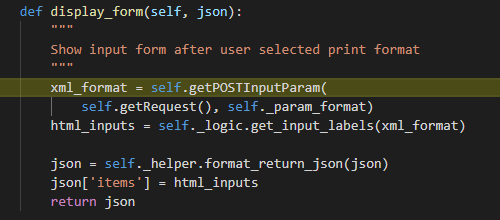 def display_form(self, json):
"""
Show input form after user selected print format
"""
xml_format = self.getPOSTInputParam(
self.getRequest(), self._param_format)
html_inputs = self._logic.get_input_labels(xml_format)
json = self._helper.format_return_json(json)
json['items'] = html_inputs
return json